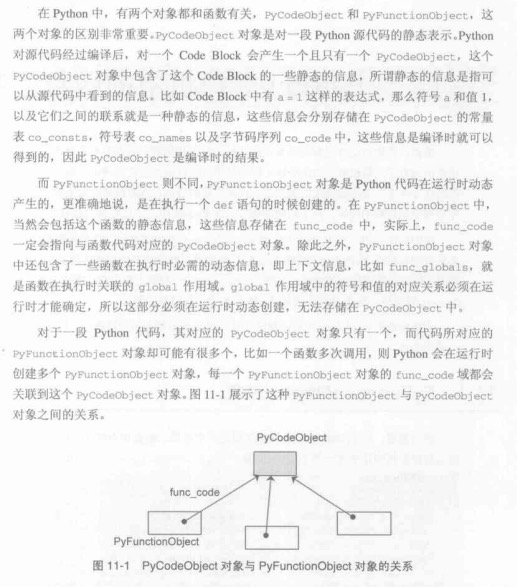 在 Python 中，有两个对象都和函数有关，PyCodeObject 和 PyFunctionObject，这
两个对象的区别非常重要。PyCodeObject 对象是对一段 Python 源代码的静态表示。Python
对源代码经过编译后，对一个 Code Block 会产生一个且只有一个 PyCodeObject，这个
PyCodeObject 对象中包含了这个 Code Block 的一些静态的信息，所谓静态的信息是指可
以从源代码中看到的信息。比如 Code Block 中有 a = 1 这样的表达式，那么符号 a 和值 1，
以及它们之间的联系就是一种静态的信息，这些信息会分别存储在 PyCodeObject 的常量
表 co_consts，符号表 co_names 以及字节码序列 co_code 中，这些信息是编译时就可以
得到的，因此 PyCodeObject 是编译时的结果。
而 PyFunctionObject 则不同，PyFunctionObject 对象是 Python 代码在运行时动态
产生的，更准确地说，是在执行一个 def 语句的时候创建的。在 PyFunctionObject 中，
当然会包括这个函数的静态信息，这些信息存储在 func_code 中，实际上，func_code
一定会指向与函数代码对应的 PyCodeObject 对象。除此之外，PyFunctionObject 对象
中还包含了一些函数在执行时必需的动态信息，即上下文信息，比如 func_globals，就
是函数在执行时关联的 global 作用域。global 作用域中的符号和值的对应关系必须在运
行时才能确定，所以这部分必须在运行时动态创建，无法存储在 PyCodeObject 中。
对于一段 Python 代码，其对应的 PyCodeObject 对象只有一个，而代码所对应的
PyFunctionObject 对象却可能有很多个，比如一个函数多次调用，则 Python 会在运行时
创建多个 PyFunctionObject 对象，每一个 PyFunctionObject 对象的 func_code 域都会
关联到这个 PyCodeObject 对象。图 11-1 展示了这种 PyFunctionObject 与 PyCodeObject
对象之间的关系。
PyCodeObject
func_code
PyFunctionObject
图 11-1 PyCodeObject 对象与 PyFunctionObject 对象的关系